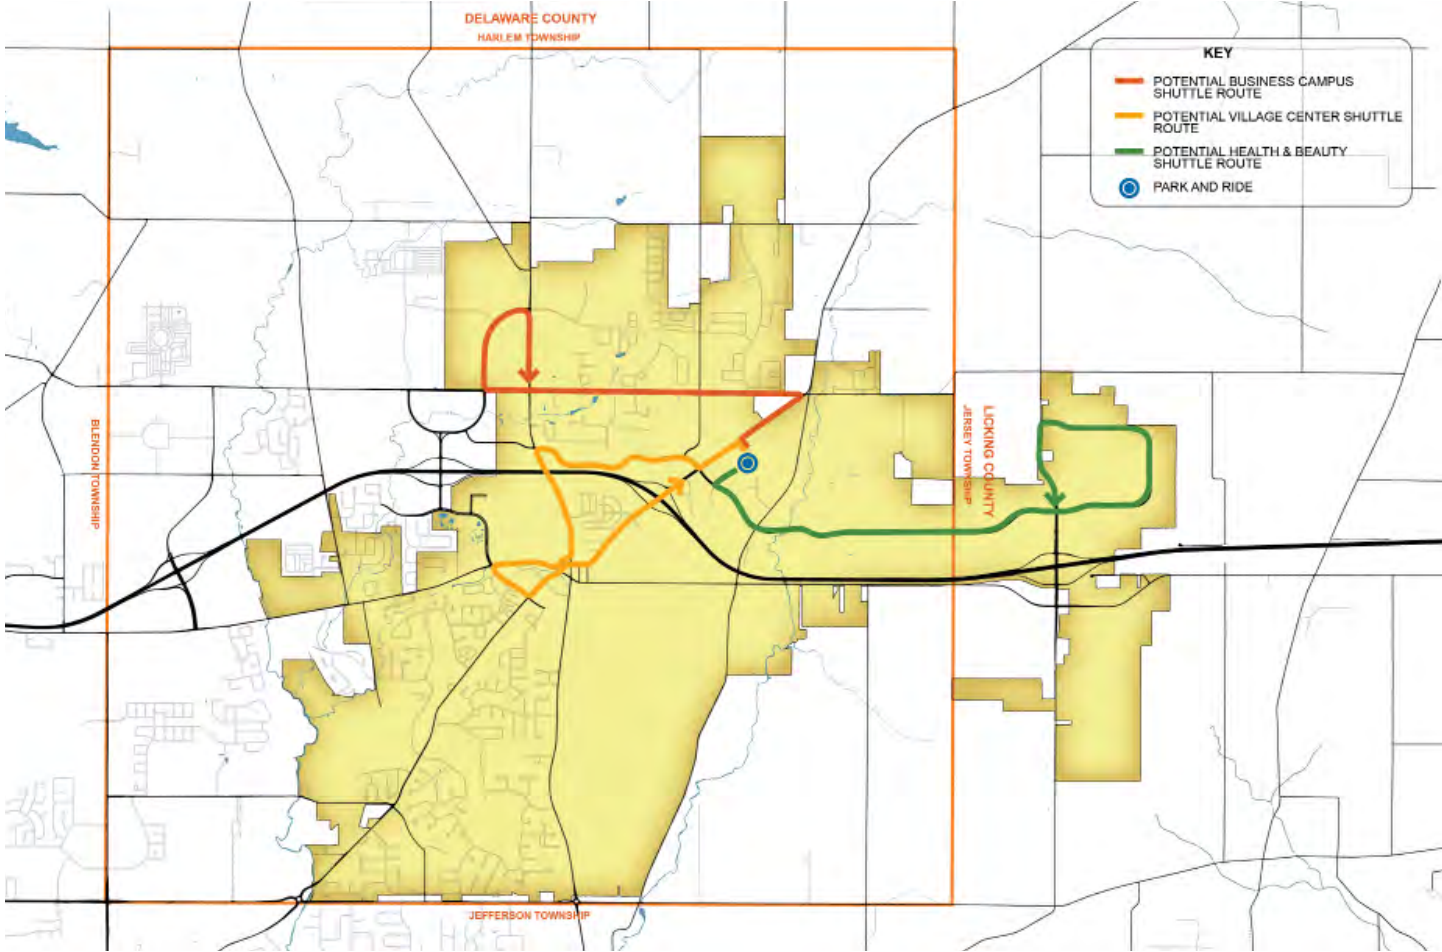 DELAWARE COUNTY
HARLEM TOWNSHIP
KEY
POTENTIAL BUSINESS CAMPUS
SHUTTLE ROUTE
POTENTIAL VILLAGE CENTER SHUTTLE
ROUTE
POTENTIAL HEALTH & BEAUTY
SHUTTLE ROUTE
PARK AND RIDE
BLENDON TOWNSHIP
LICKING COUNTY
JERSEY TOWNSHIP
JEFFERSON TOWNSHIP